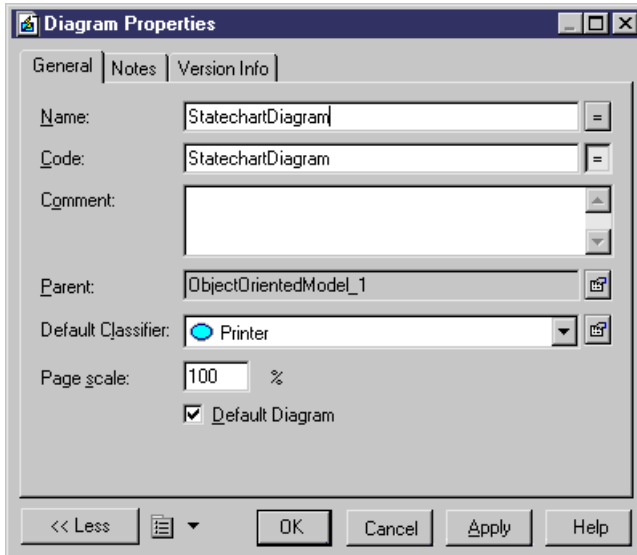 Diagram Properties
General Notes Version Info
Name: StatechartDiagram =
Code: StatechartDiagram =
Comment:
Parent: ObjectOrientedModel_1
Default Classifier: Printer
Page scale: 100 %
Default Diagram
<< Less OK Cancel Apply Help